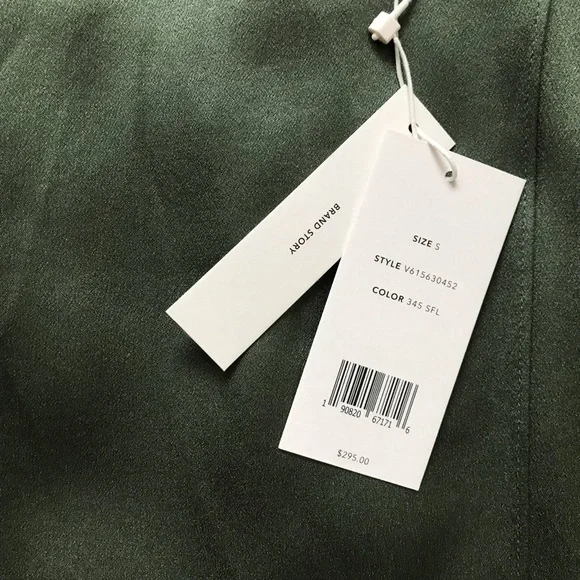 BRAND STORY
SIZE S
STYLE V615630452
COLOR 345 SFL
1 90820 67171 6
$295.00